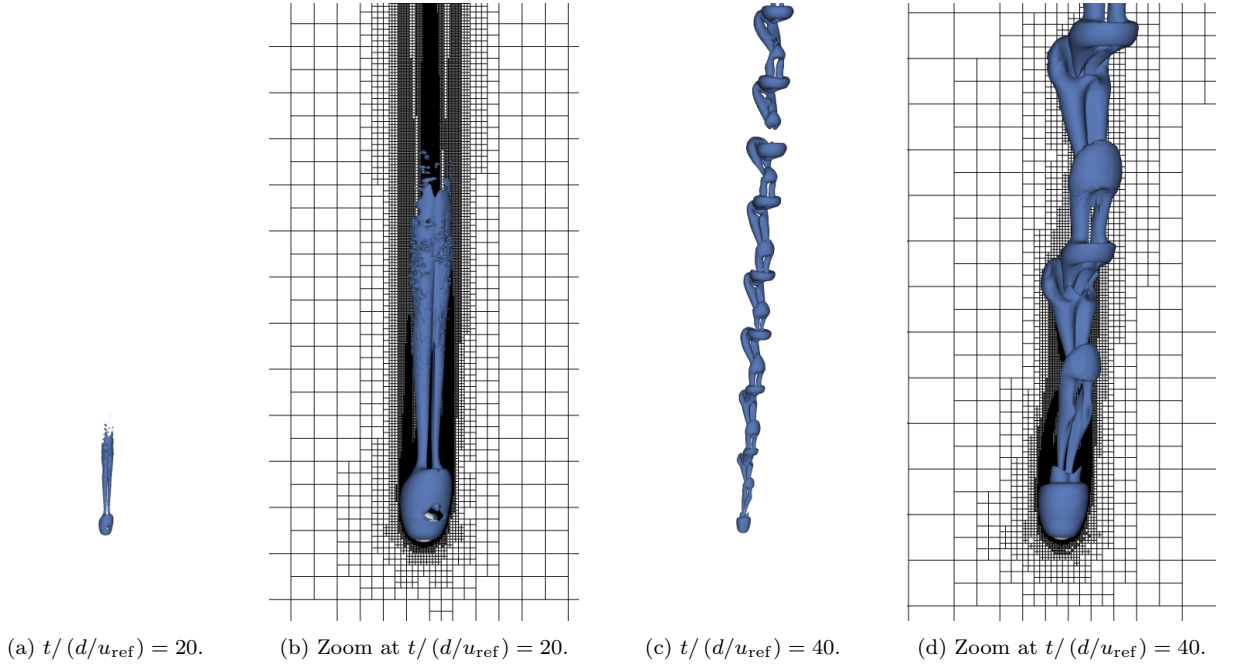 (a) t/ (d/u_ref) = 20.
(b) Zoom at t/ (d/u_ref) = 20.
(c) t/ (d/u_ref) = 40.
(d) Zoom at t/ (d/u_ref) = 40.